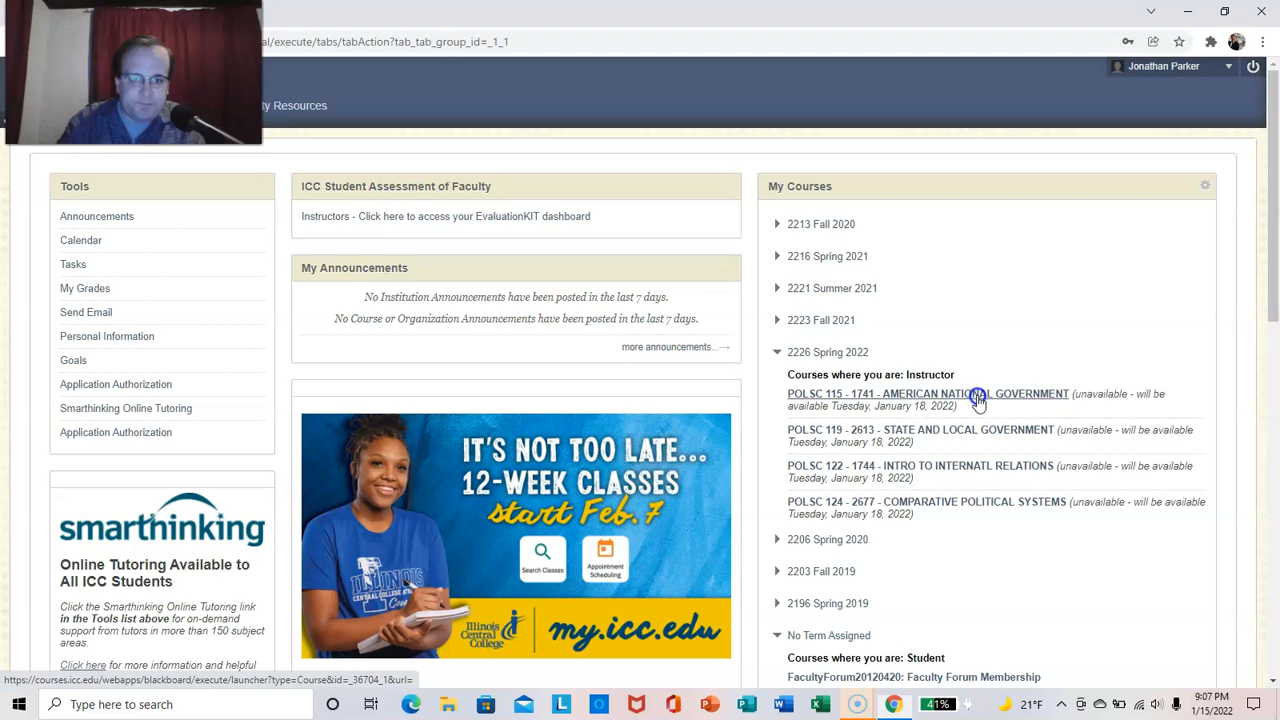 al/execute/tabs/tabAction?tab_tab_group_id=_1_1
Jonathan Parker
Resources
Tools
Announcements
Calendar
Tasks
My Grades
Send Email
Personal Information
Goals
Application Authorization
Smarthinking Online Tutoring
Application Authorization
smarthinking
Online Tutoring Available to
All ICC Students
Click the Smarthinking Online Tutoring link
in the Tools list above for on-demand
support from tutors in more than 150 subject
areas.
Click here for more information and helpful
ICC Student Assessment of Faculty
Instructors - Click here to access your EvaluationKIT dashboard
My Announcements
No Institution Announcements have been posted in the last 7 days.
No Course or Organization Announcements have been posted in the last 7 days.
more announcements...→
IT'S NOT TOO LATE...
12-WEEK CLASSES
start Feb. 7
Search Classes
Appointment
Scheduling
ILLINOIS
Illinois
Central
College
my.icc.edu
My Courses
2213 Fall 2020
2216 Spring 2021
2221 Summer 2021
2223 Fall 2021
2226 Spring 2022
Courses where you are: Instructor
POLSC 115 - 1741 - AMERICAN NATIONAL GOVERNMENT (unavailable - will be
available Tuesday, January 18, 2022)
POLSC 119 - 2613 - STATE AND LOCAL GOVERNMENT (unavailable - will be available
Tuesday, January 18, 2022)
POLSC 122 - 1744 - INTRO TO INTERNATL RELATIONS (unavailable - will be available
Tuesday, January 18, 2022)
POLSC 124 - 2677 - COMPARATIVE POLITICAL SYSTEMS (unavailable - will be available
Tuesday, January 18, 2022)
2206 Spring 2020
2203 Fall 2019
2196 Spring 2019
No Term Assigned
Courses where you are: Student
FacultyForum20120420: Faculty Forum Membership
https://courses.icc.edu/webapps/blackboard/execute/launcher?type=Course&id=_36704_1&url=
Type here to search
41%
21°F
9:07 PM
1/15/2022